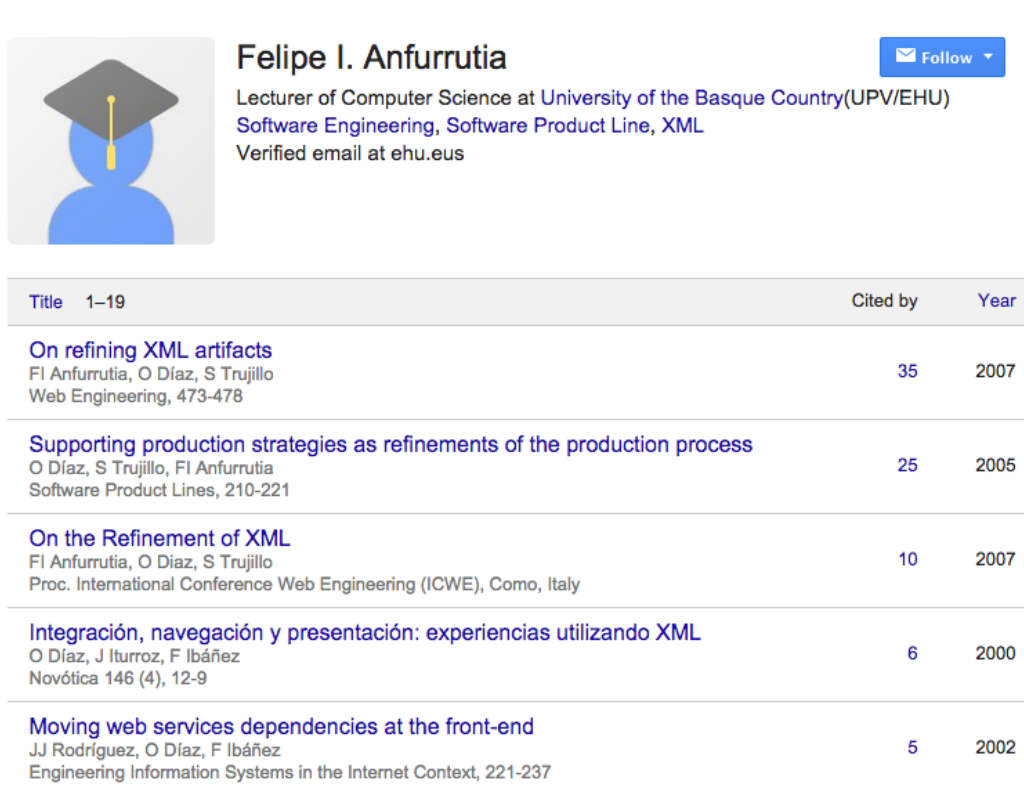 Felipe I. Anfurrutia
Follow
Lecturer of Computer Science at University of the Basque Country(UPV/EHU)
Software Engineering, Software Product Line, XML
Verified email at ehu.eus
Title 1–19 Cited by Year
On refining XML artifacts
FI Anfurrutia, O Díaz, S Trujillo
Web Engineering, 473-478
35 2007
Supporting production strategies as refinements of the production process
O Díaz, S Trujillo, FI Anfurrutia
Software Product Lines, 210-221
25 2005
On the Refinement of XML
FI Anfurrutia, O Diaz, S Trujillo
Proc. International Conference Web Engineering (ICWE), Como, Italy
10 2007
Integración, navegación y presentación: experiencias utilizando XML
O Díaz, J Iturroz, F Ibáñez
Novótica 146 (4), 12-9
6 2000
Moving web services dependencies at the front-end
JJ Rodríguez, O Díaz, F Ibáñez
Engineering Information Systems in the Internet Context, 221-237
5 2002